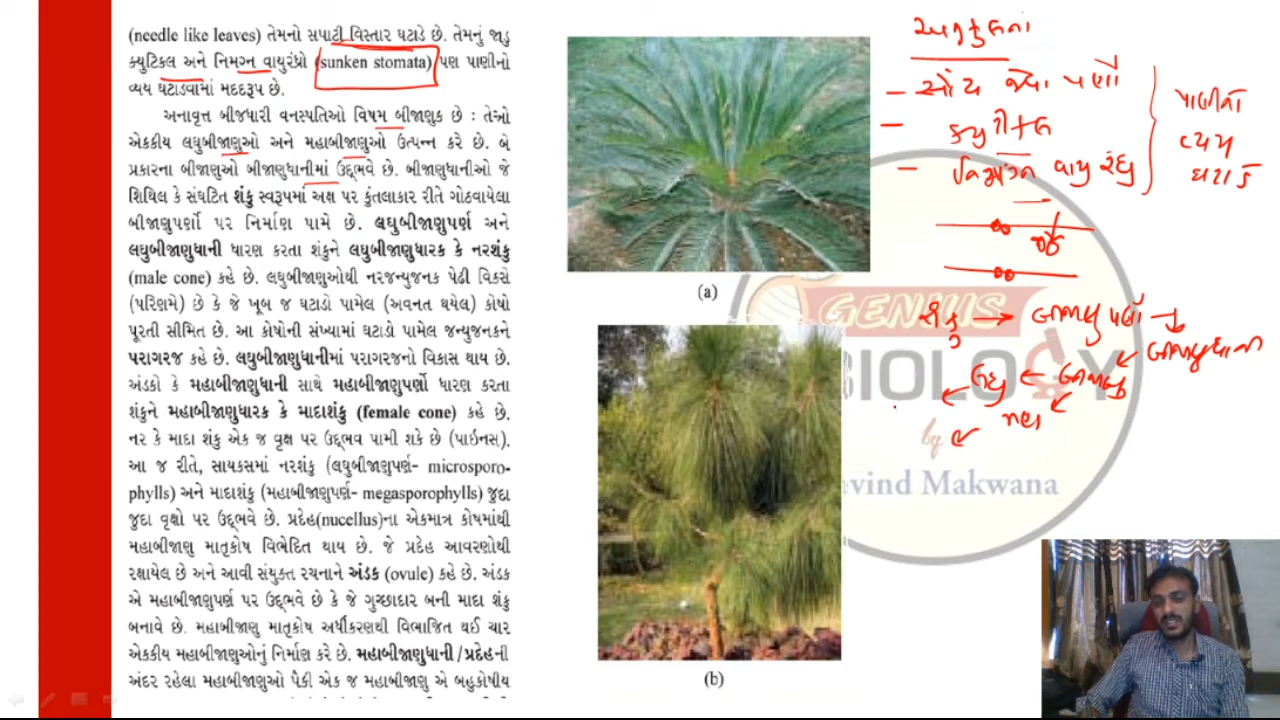 (needle like leaves) તેમનો સપાટી વિસ્તાર ઘટાડે છે. તેમનું જાડુ
ક્યુટિકલ અને નિમગ્ન વાયુરંધ્રો (sunken stomata) પણ પાણીનો
વ્યય ઘટાડવામાં મદદરૂપ છે.
અનાવૃત્ત બીજધારી વનસ્પતિઓ વિષમ બીજાણુક છે : તેઓ
એકકીય લઘુબીજાણુઓ અને મહાબીજાણુઓ ઉત્પન્ન કરે છે. બે
પ્રકારના બીજાણુઓ બીજાણુધાનીમાં ઉદ્ભવે છે. બીજાણુધાનીઓ જે
શિથિલ કે સંઘટિત શંકુ સ્વરૂપમાં અક્ષ પર કુંતલાકાર રીતે ગોઠવાયેલા
બીજાણુપર્ણો પર નિર્માણ પામે છે. લઘુબીજાણુપર્ણ અને
લઘુબીજાણુધાની ધારણ કરતા શંકુને લઘુબીજાણુધારક કે નરશંકુ
(male cone) કહે છે. લઘુબીજાણુઓથી નરજન્યુજનક પેઢી વિકસે
(પરિણમે) છે કે જે ખૂબ જ ઘટાડો પામેલ (અવનત થયેલ) કોષો
પૂરતી સીમિત છે. આ કોષોની સંખ્યામાં ઘટાડો પામેલ જન્યુજનકને
પરાગરજ કહે છે. લઘુબીજાણુધાનીમાં પરાગરજનો વિકાસ થાય છે.
અંડકો કે મહાબીજાણુધાની સાથે મહાબીજાણુપર્ણો ધારણ કરતા
શંકુને મહાબીજાણુધારક કે માદાશંકુ (female cone) કહે છે.
નર કે માદા શંકુ એક જ વૃક્ષ પર ઉદ્ભવ પામી શકે છે (પાઇનસ).
આ જ રીતે, સાયકસમાં નરશંકુ (લઘુબીજાણુપર્ણ- microsporo-
phylls) અને માદાશંકુ (મહાબીજાણુપર્ણ- megasporophylls) જુદા
જુદા વૃક્ષો પર ઉદ્ભવે છે. પ્રદેહ(nucellus)ના એકમાત્ર કોષમાંથી
મહાબીજાણુ માતૃકોષ વિભેદિત થાય છે. જે પ્રદેહ આવરણોથી
રક્ષાયેલ છે અને આવી સંયુક્ત રચનાને અંડક (ovule) કહે છે. અંડક
એ મહાબીજાણુપર્ણ પર ઉદ્ભવે છે કે જે ગુચ્છાદાર બની માદા શંકુ
બનાવે છે. મહાબીજાણુ માતૃકોષ અર્ધીકરણથી વિભાજિત થઈ ચાર
એકકીય મહાબીજાણુઓનું નિર્માણ કરે છે. મહાબીજાણુધાની/પ્રદેહની
અંદર રહેલા મહાબીજાણુઓ પૈકી એક જ મહાબીજાણુ એ બહુકોષીય
(a)
(b)
અનુકુલતા
– સોય જેવા પર્ણો
– ક્યુટીકલ
– નિમગ્ન વાયુ રંધ્ર
પાણીનો
વ્યય
ઘટાડે
શંકુ → બીજાણુ પર્ણો
બીજાણુધાની
લઘુ ← બીજાણુ
મહા
GENIUS
BIOLOGY
by
avind Makwana